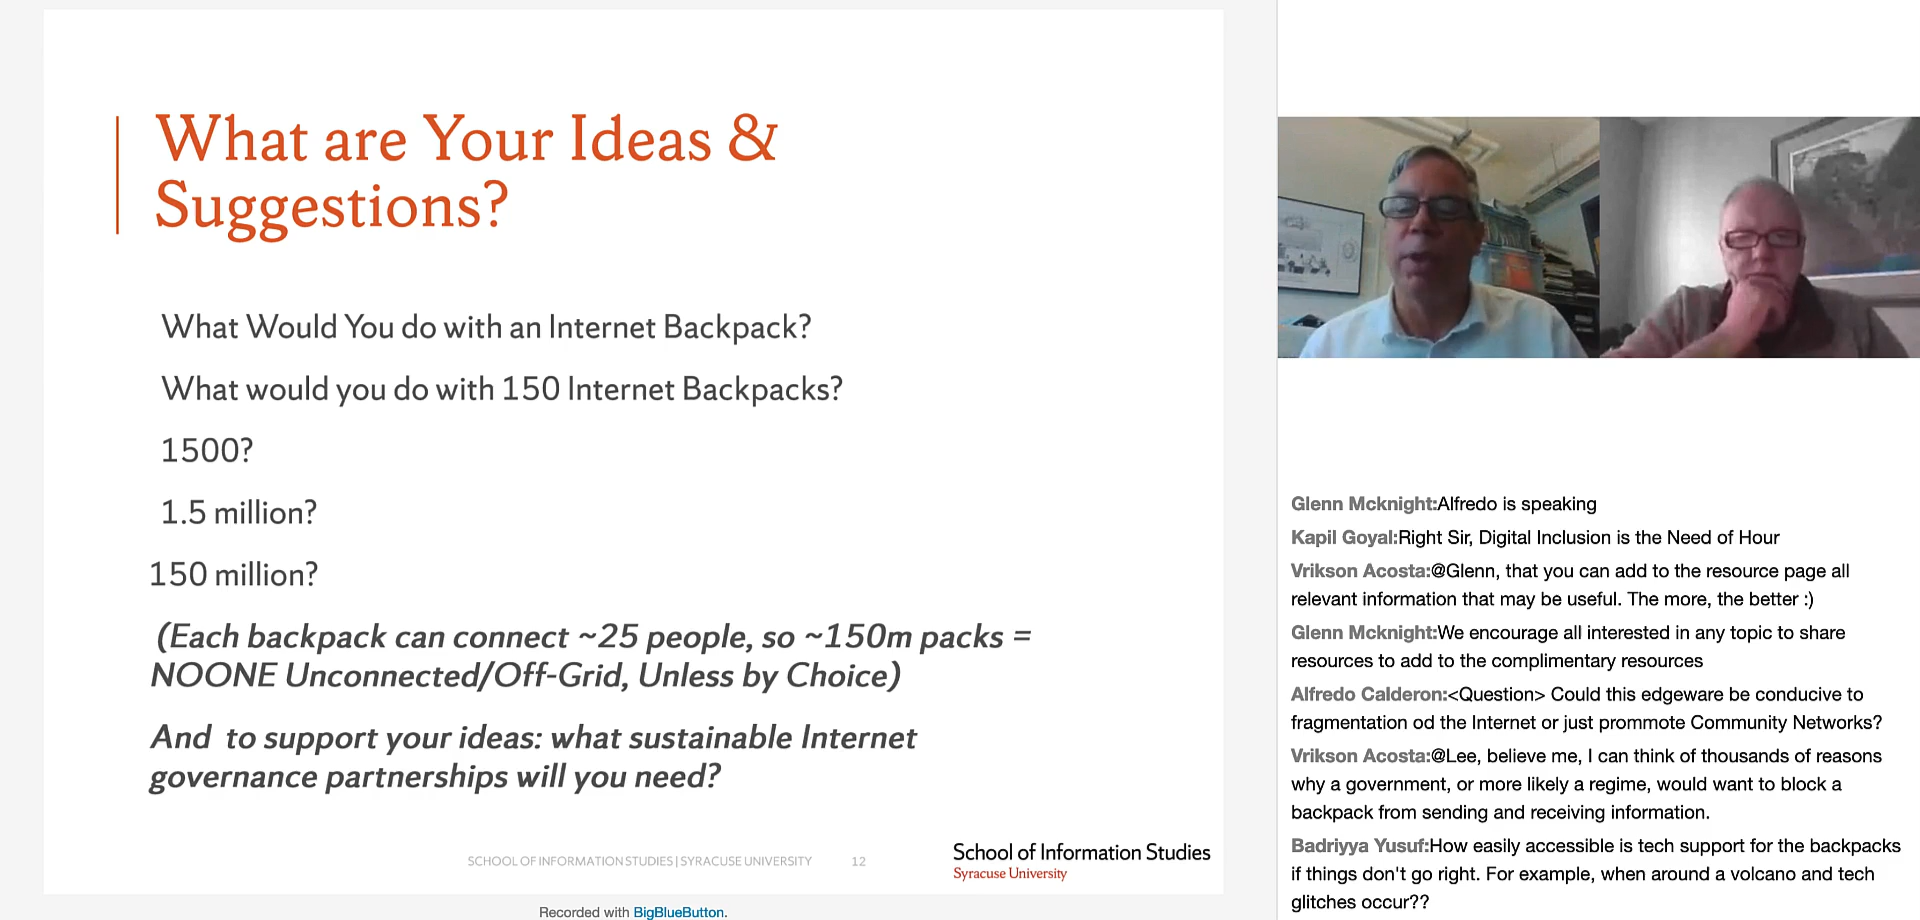 What are Your Ideas &
Suggestions?
What Would You do with an Internet Backpack?
What would you do with 150 Internet Backpacks?
1500?
1.5 million?
150 million?
(Each backpack can connect ~25 people, so ~150m packs =
NOONE Unconnected/Off-Grid, Unless by Choice)
And to support your ideas: what sustainable Internet
governance partnerships will you need?
SCHOOL OF INFORMATION STUDIES | SYRACUSE UNIVERSITY 12
School of Information Studies
Syracuse University
Recorded with BigBlueButton.
Glenn Mcknight:Alfredo is speaking
Kapil Goyal:Right Sir, Digital Inclusion is the Need of Hour
Vrikson Acosta:@Glenn, that you can add to the resource page all
relevant information that may be useful. The more, the better :)
Glenn Mcknight:We encourage all interested in any topic to share
resources to add to the complimentary resources
Alfredo Calderon:<Question> Could this edgeware be conducive to
fragmentation od the Internet or just prommote Community Networks?
Vrikson Acosta:@Lee, believe me, I can think of thousands of reasons
why a government, or more likely a regime, would want to block a
backpack from sending and receiving information.
Badriyya Yusuf:How easily accessible is tech support for the backpacks
if things don't go right. For example, when around a volcano and tech
glitches occur??